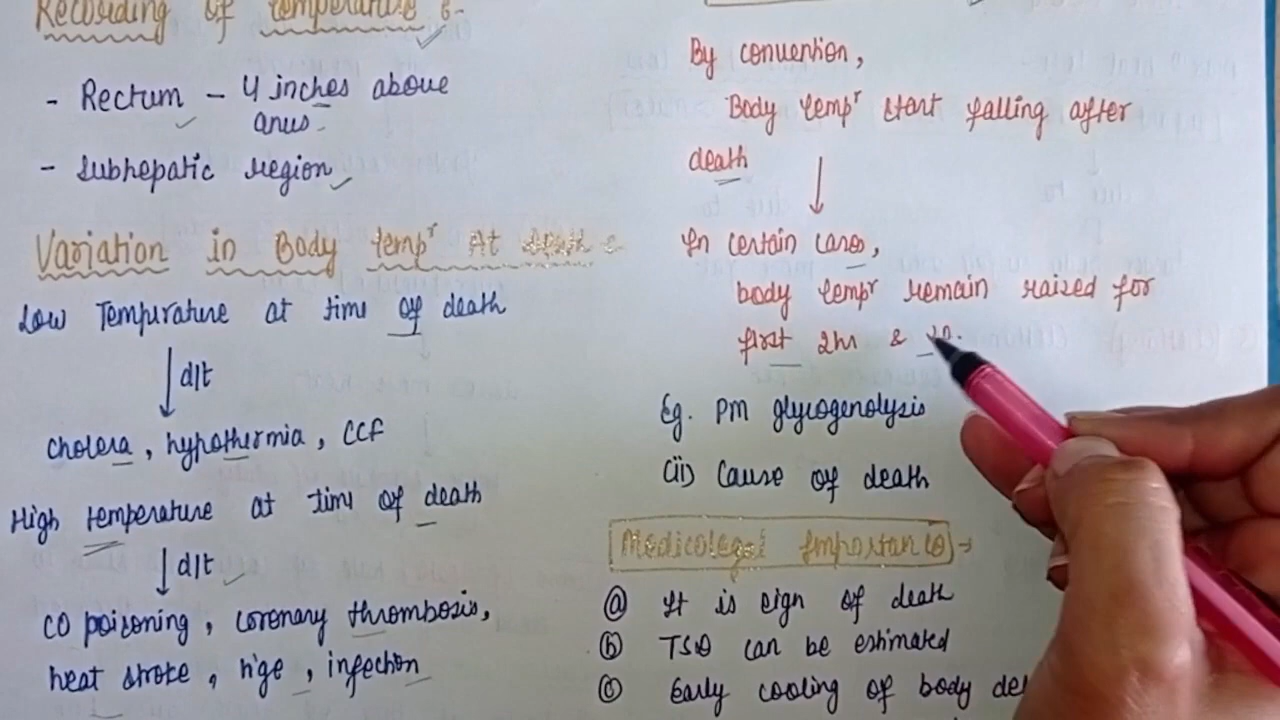 Recording of temperature :-
- Rectum - 4 inches above
anus.
- Subhepatic region
Variation in Body tempr At death :-
Low Temperature at time of death
d/t
cholera, hypothermia, CCF
High temperature at time of death
d/t
CO poisoning, coronary thrombosis,
heat stroke, h'ge, infection
By convention,
Body tempr start falling after
death
In certain cases,
body tempr remain raised for
first 2hr &
Eg. PM glycogenolysis
(ii) Cause of death
Medicolegal Importance →
(a) It is sign of death
(b) TSD can be estimated
(c) Early cooling of body